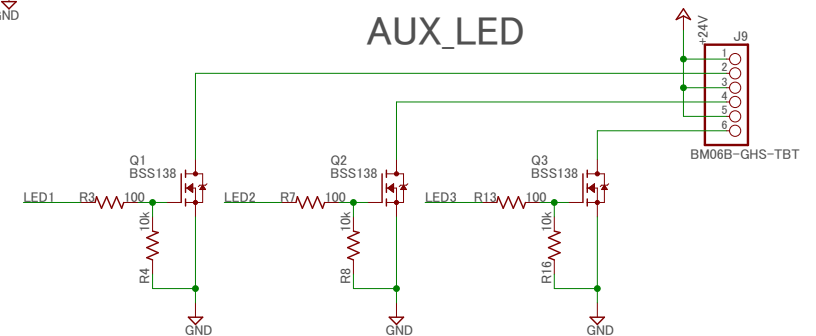 GND
AUX_LED
+24V
J9
1
2
3
4
5
6
BM06B-GHS-TBT
Q1
BSS138
Q2
BSS138
Q3
BSS138
LED1
R3
100
LED2
R7
100
LED3
R13
100
10k
10k
10k
R4
R8
R16
GND
GND
GND